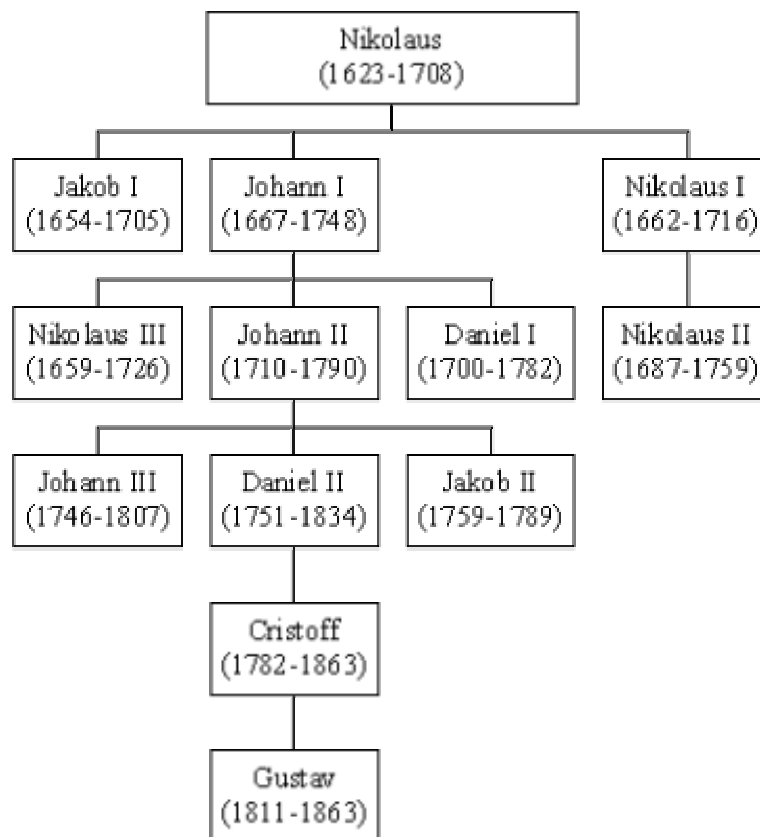 Nikolaus
(1623-1708)
Jakob I
(1654-1705)
Johann I
(1667-1748)
Nikolaus I
(1662-1716)
Nikolaus III
(1659-1726)
Johann II
(1710-1790)
Daniel I
(1700-1782)
Nikolaus II
(1687-1759)
Johann III
(1746-1807)
Daniel II
(1751-1834)
Jakob II
(1759-1789)
Cristoff
(1782-1863)
Gustav
(1811-1863)